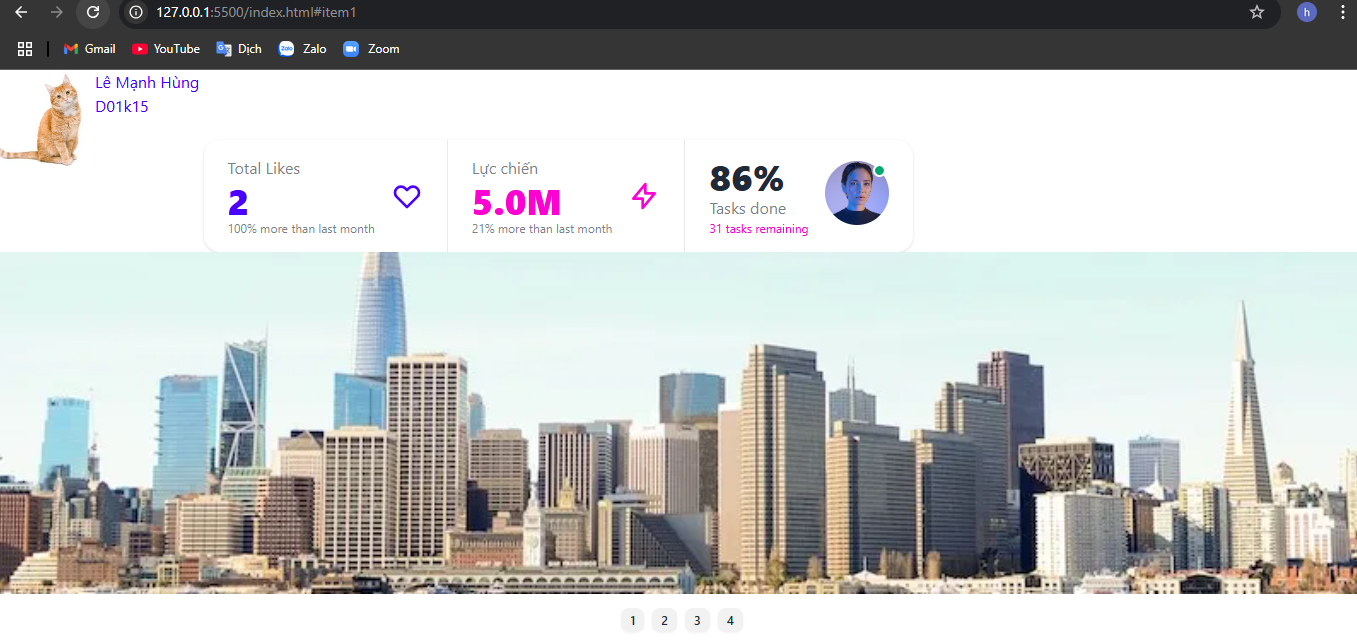 127.0.0.1:5500/index.html#item1
h
Gmail YouTube Dịch Zalo Zoom
Lê Mạnh Hùng
D01k15
Total Likes
2
100% more than last month
Lực chiến
5.0M
21% more than last month
86%
Tasks done
31 tasks remaining
1 2 3 4